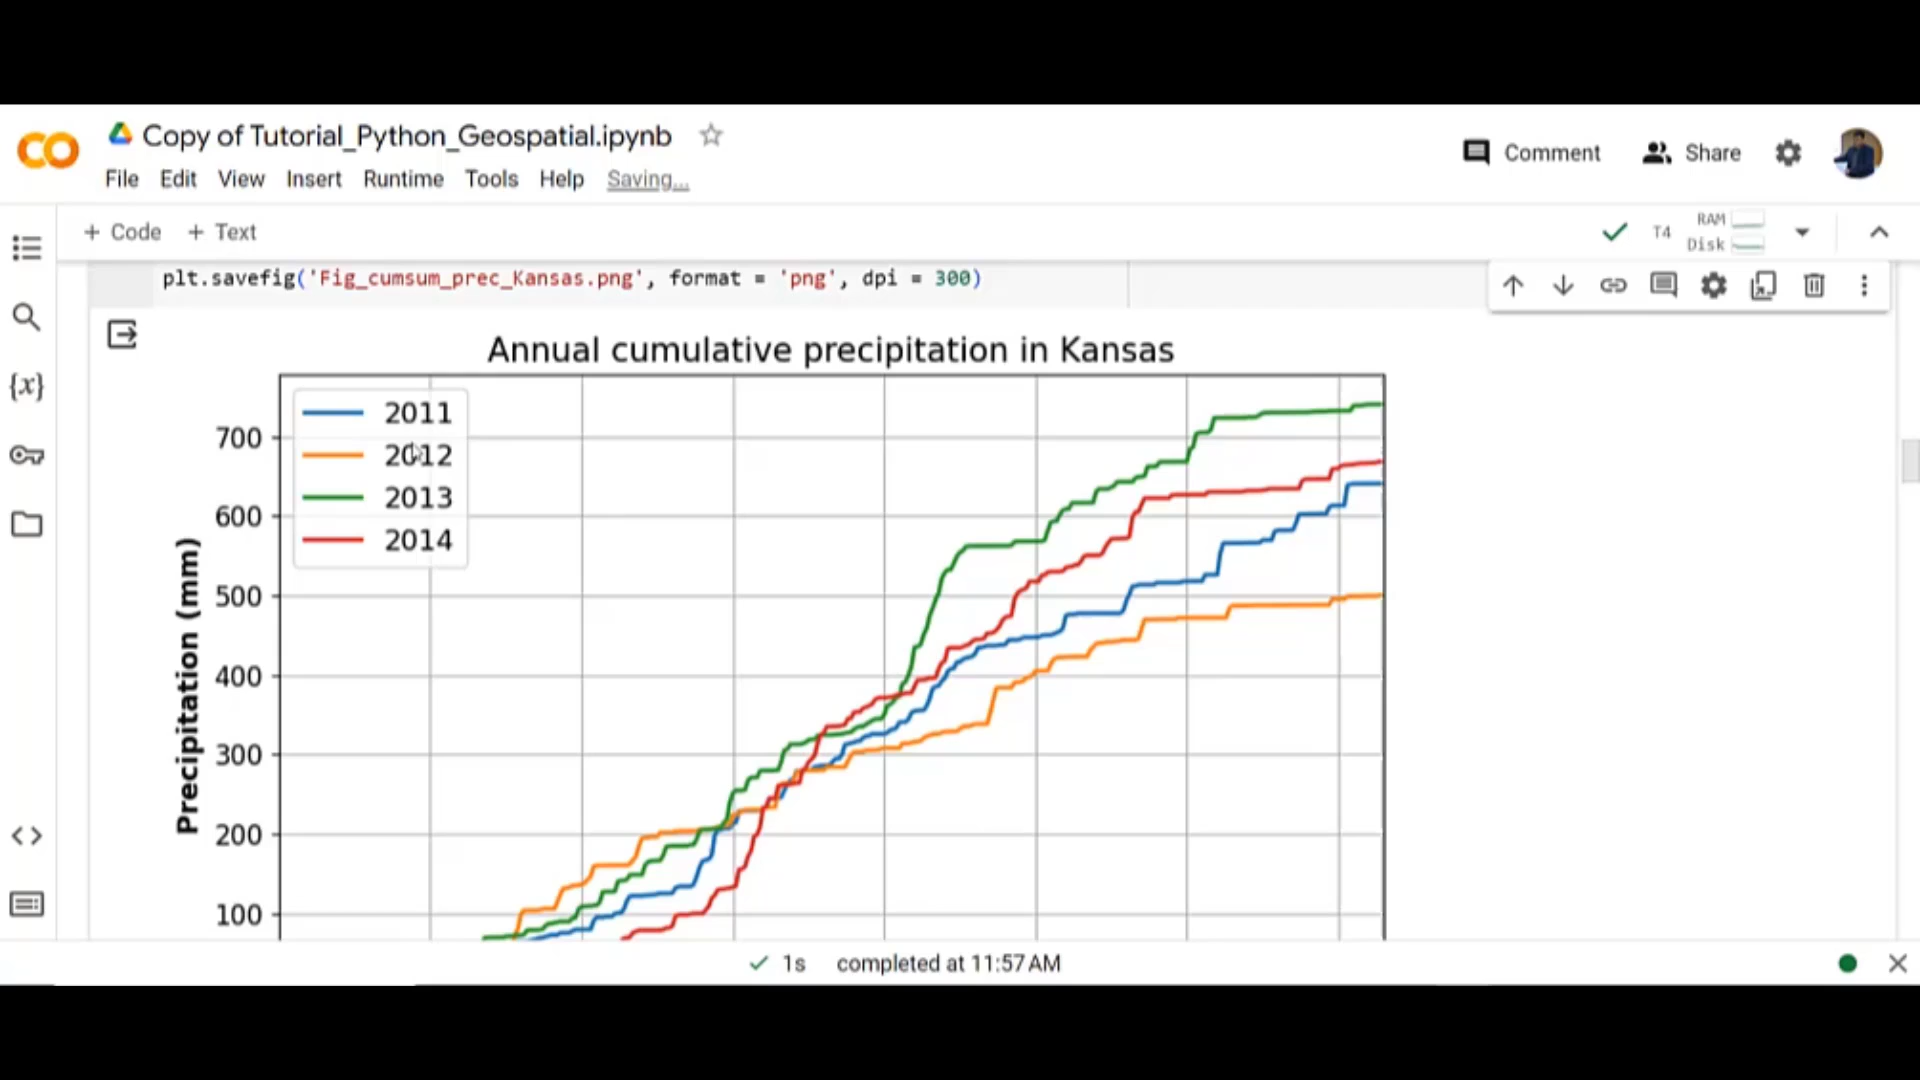 Copy of Tutorial_Python_Geospatial.ipynb
Comment
Share
File Edit View Insert Runtime Tools Help Saving...
+ Code + Text
T4
RAM
Disk
{x}
plt.savefig('Fig_cumsum_prec_Kansas.png', format = 'png', dpi = 300)
Annual cumulative precipitation in Kansas
2011
2012
2013
2014
Precipitation (mm)
700
600
500
400
300
200
100
1s completed at 11:57 AM